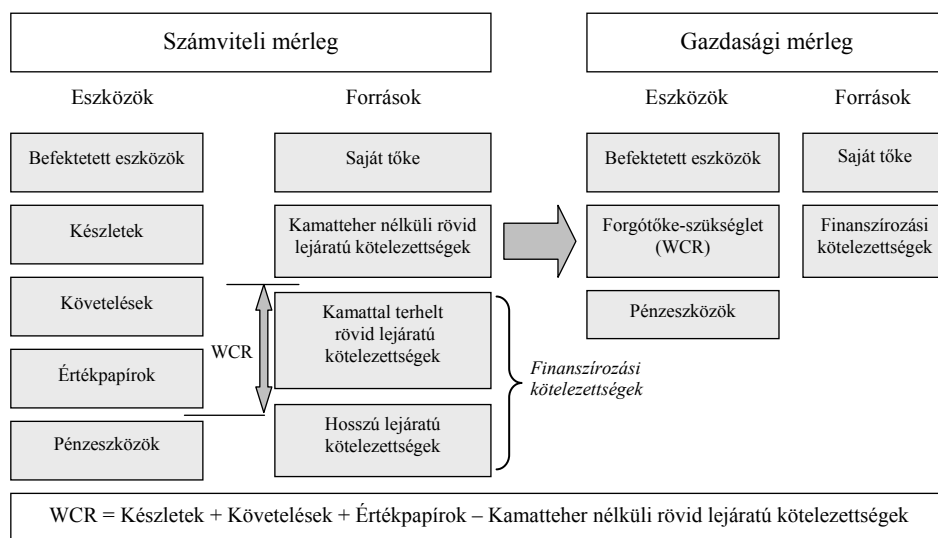 Számviteli mérleg
Gazdasági mérleg
Eszközök
Források
Eszközök
Források
Befektetett eszközök
Saját tőke
Befektetett eszközök
Saját tőke
Készletek
Kamatteher nélküli rövid
lejáratú kötelezettségek
Forgótőke-szükséglet
(WCR)
Finanszírozási
kötelezettségek
Követelések
WCR
Kamattal terhelt
rövid lejáratú
kötelezettségek
Pénzeszközök
Értékpapírok
Finanszírozási
kötelezettségek
Pénzeszközök
Hosszú lejáratú
kötelezettségek
WCR = Készletek + Követelések + Értékpapírok – Kamatteher nélküli rövid lejáratú kötelezettségek